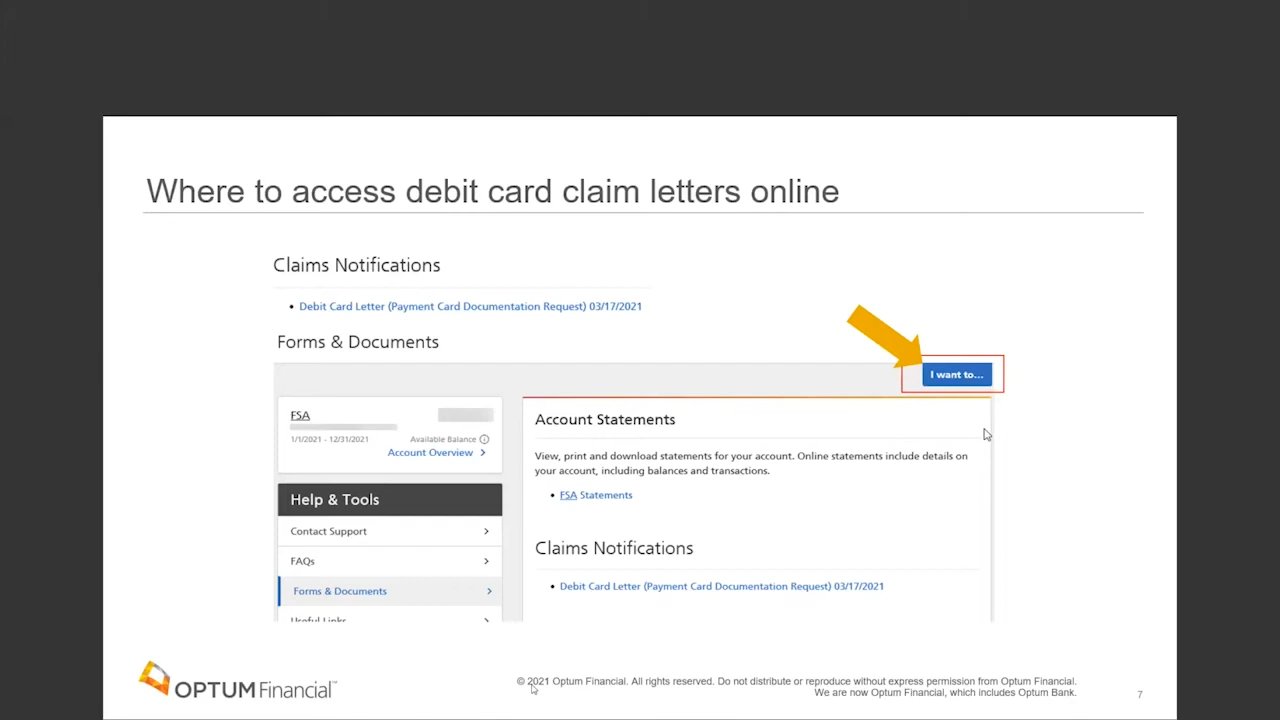 Where to access debit card claim letters online
Claims Notifications
• Debit Card Letter (Payment Card Documentation Request) 03/17/2021
Forms & Documents
I want to...
FSA
1/1/2021 - 12/31/2021 Available Balance
Account Overview
Help & Tools
Contact Support
FAQs
Forms & Documents
Useful Links
Account Statements
View, print and download statements for your account. Online statements include details on
your account, including balances and transactions.
• FSA Statements
Claims Notifications
• Debit Card Letter (Payment Card Documentation Request) 03/17/2021
OPTUM Financial™
© 2021 Optum Financial. All rights reserved. Do not distribute or reproduce without express permission from Optum Financial.
We are now Optum Financial, which includes Optum Bank.
7